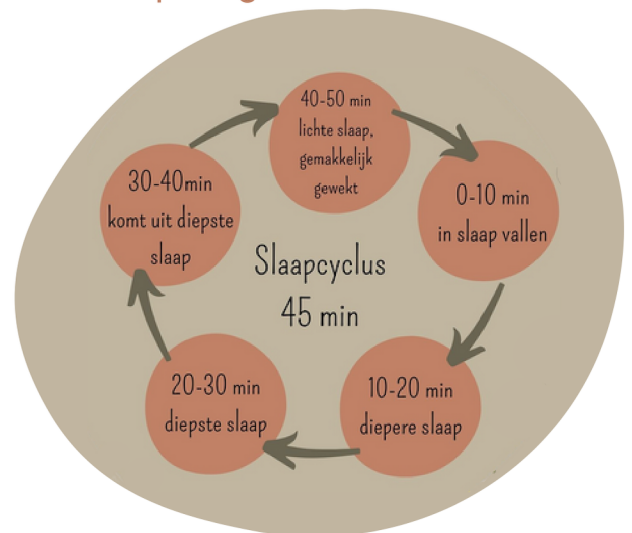 40-50 min
lichte slaap,
gemakkelijk
gewekt
0-10 min
in slaap vallen
10-20 min
diepere slaap
20-30 min
diepste slaap
30-40min
komt uit diepste
slaap
Slaapcyclus
45 min